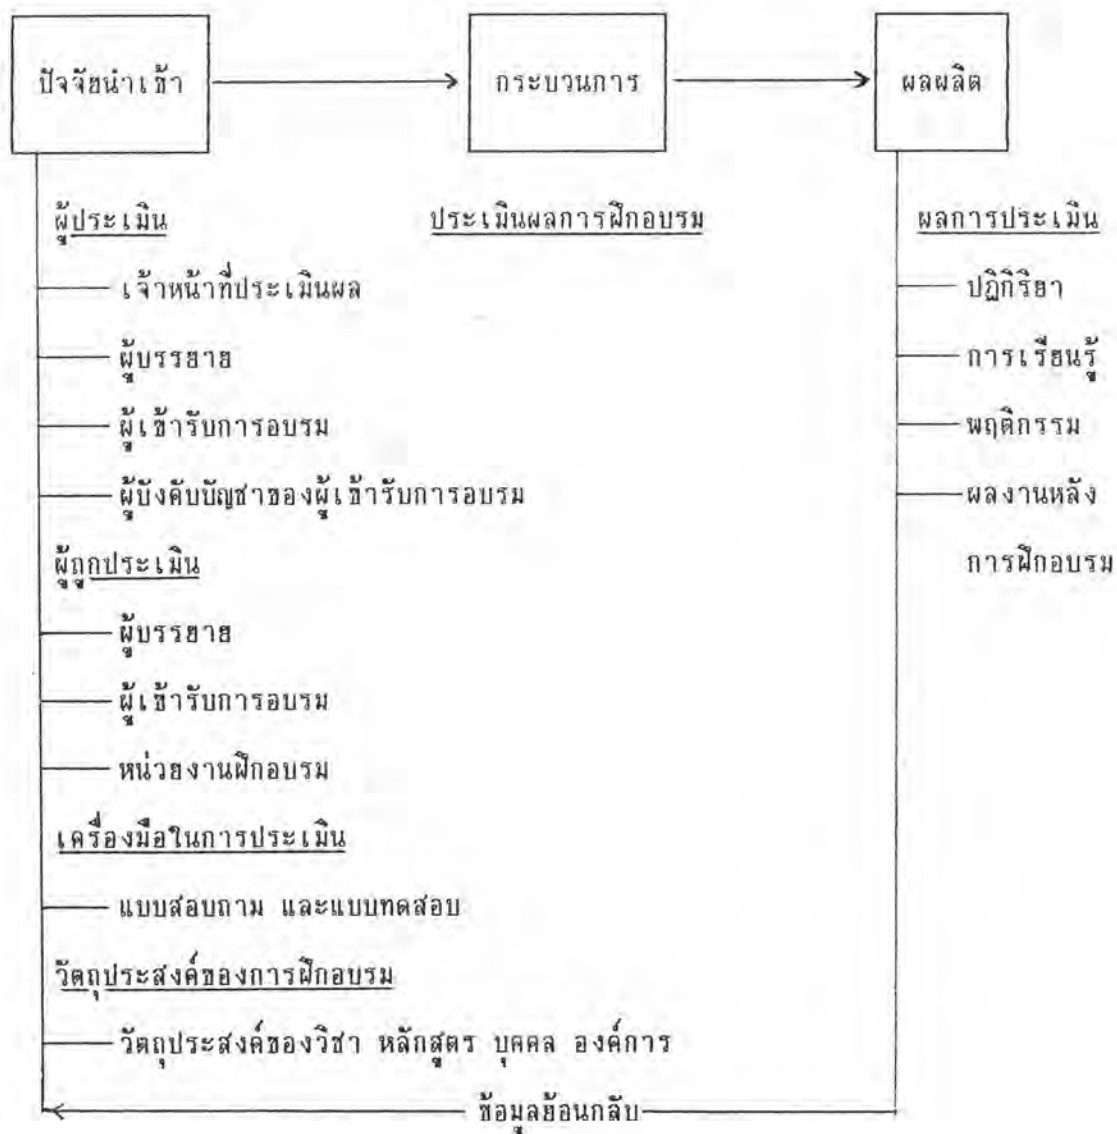 ปัจจัยนำเข้า
กระบวนการ
ผลผลิต
ผู้ประเมิน
ประเมินผลการฝึกอบรม
ผลการประเมิน
เจ้าหน้าที่ประเมินผล
ปฏิกิริยา
ผู้บรรยาย
การเรียนรู้
ผู้เข้ารับการอบรม
พฤติกรรม
ผู้บังคับบัญชาของผู้เข้ารับการอบรม
ผลงานหลัง
ผู้ถูกประเมิน
การฝึกอบรม
ผู้บรรยาย
ผู้เข้ารับการอบรม
หน่วยงานฝึกอบรม
เครื่องมือในการประเมิน
แบบสอบถาม และแบบทดสอบ
วัตถุประสงค์ของการฝึกอบรม
วัตถุประสงค์ของวิชา หลักสูตร บุคคล องค์การ
ข้อมูลย้อนกลับ